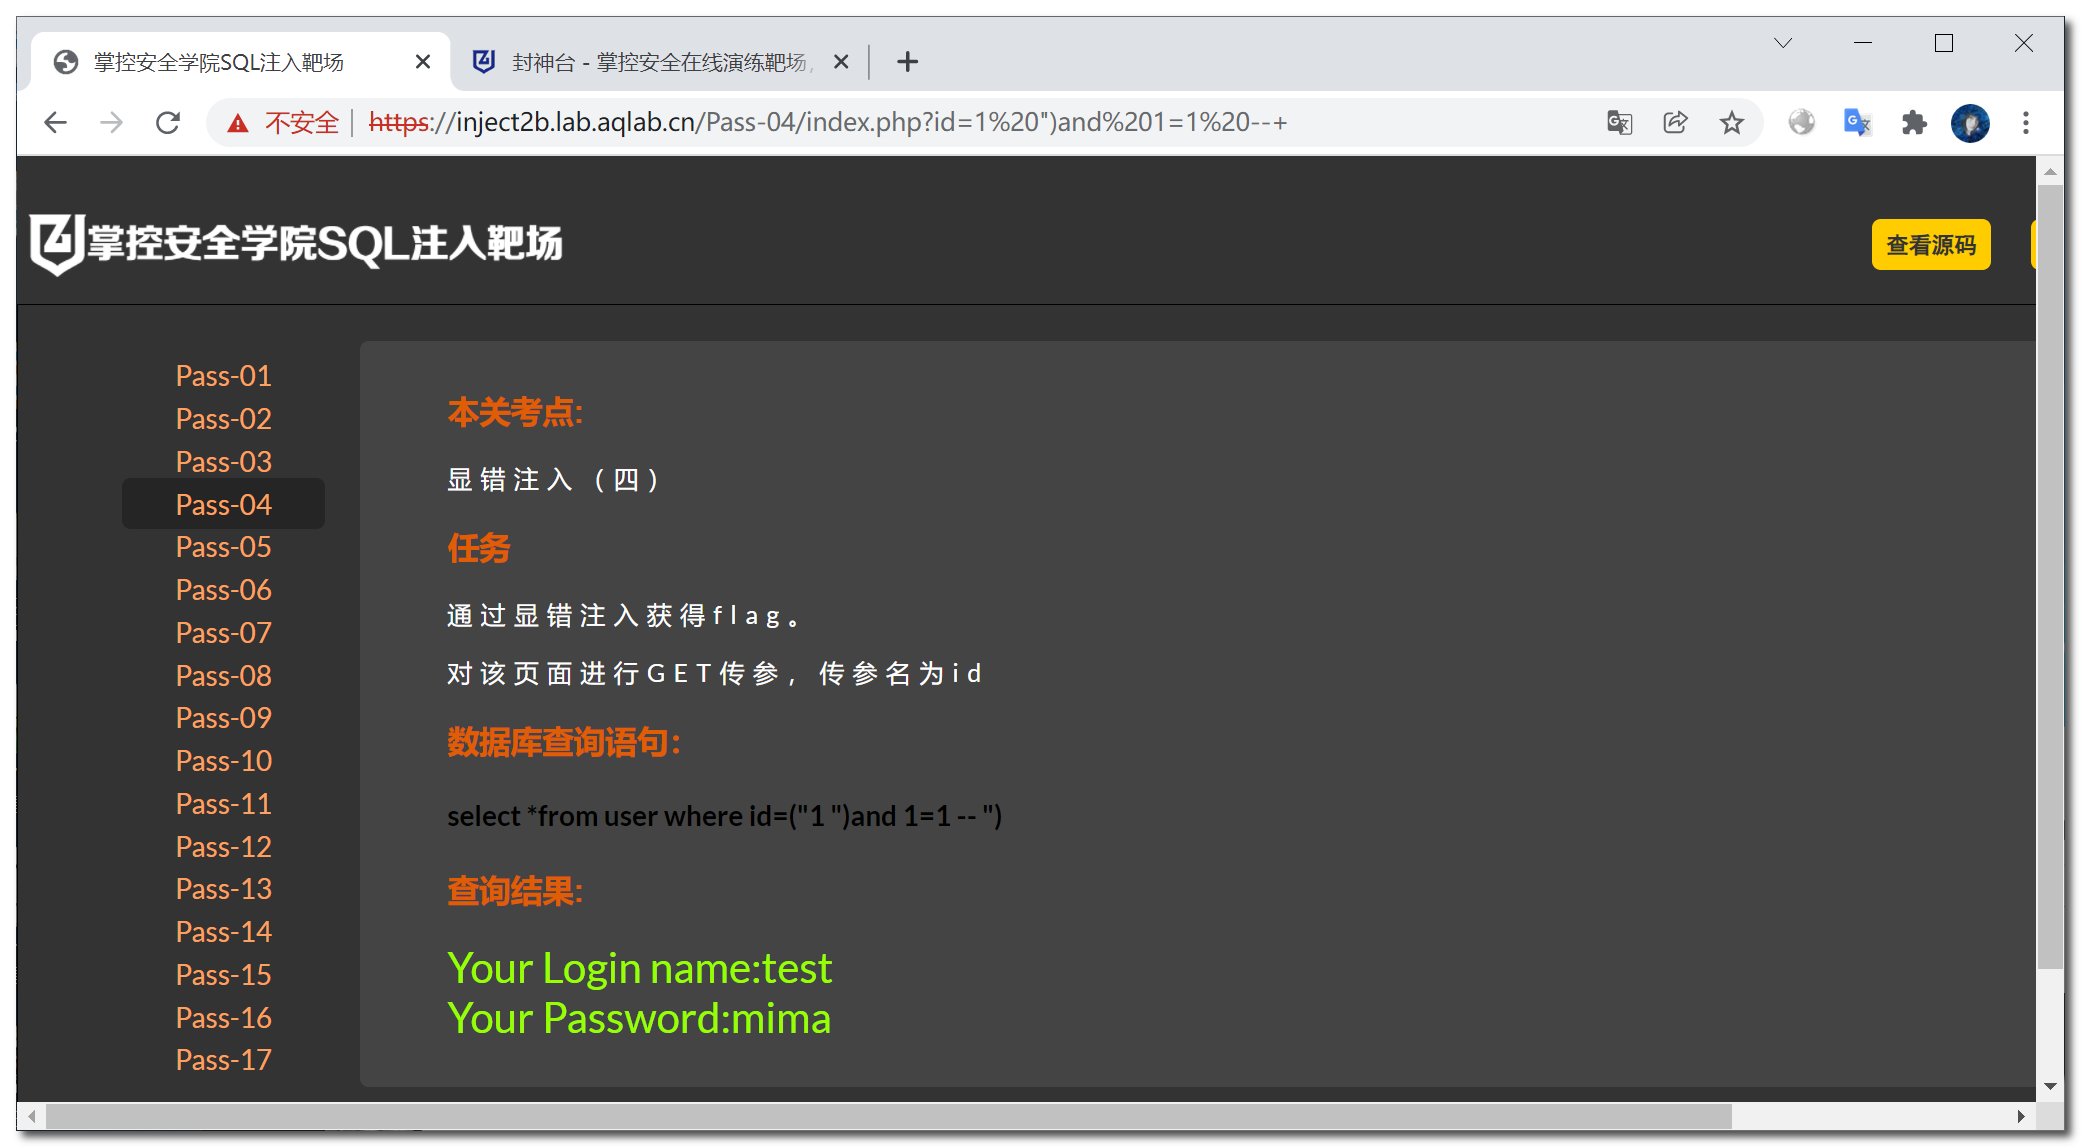 掌控安全学院SQL注入靶场
封神台 - 掌控安全在线演练靶场
不安全 | https://inject2b.lab.aqlab.cn/Pass-04/index.php?id=1%20")and%201=1%20--+
掌控安全学院SQL注入靶场
查看源码
Pass-01
Pass-02
Pass-03
Pass-04
Pass-05
Pass-06
Pass-07
Pass-08
Pass-09
Pass-10
Pass-11
Pass-12
Pass-13
Pass-14
Pass-15
Pass-16
Pass-17
本关考点:
显错注入（四）
任务
通过显错注入获得flag。
对该页面进行GET传参，传参名为id
数据库查询语句：
select *from user where id=("1 ")and 1=1 -- ")
查询结果:
Your Login name:test
Your Password:mima